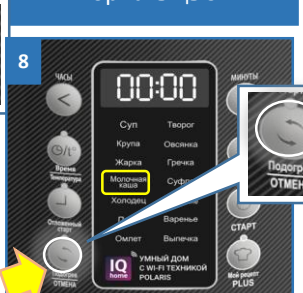 8
ЧАСЫ
МИНУТЫ
00:00
Суп
Творог
Крупа
Овсянка
Время
Температура
Жарка
Гречка
Молочная
каша
Отложенный
старт
Холодец
Варенье
СТАРТ
Омлет
Выпечка
Подогрев
ОТМЕНА
IQ
home
УМНЫЙ ДОМ
С WI-FI ТЕХНИКОЙ
POLARIS
Мой рецепт
PLUS
ОТМЕНА